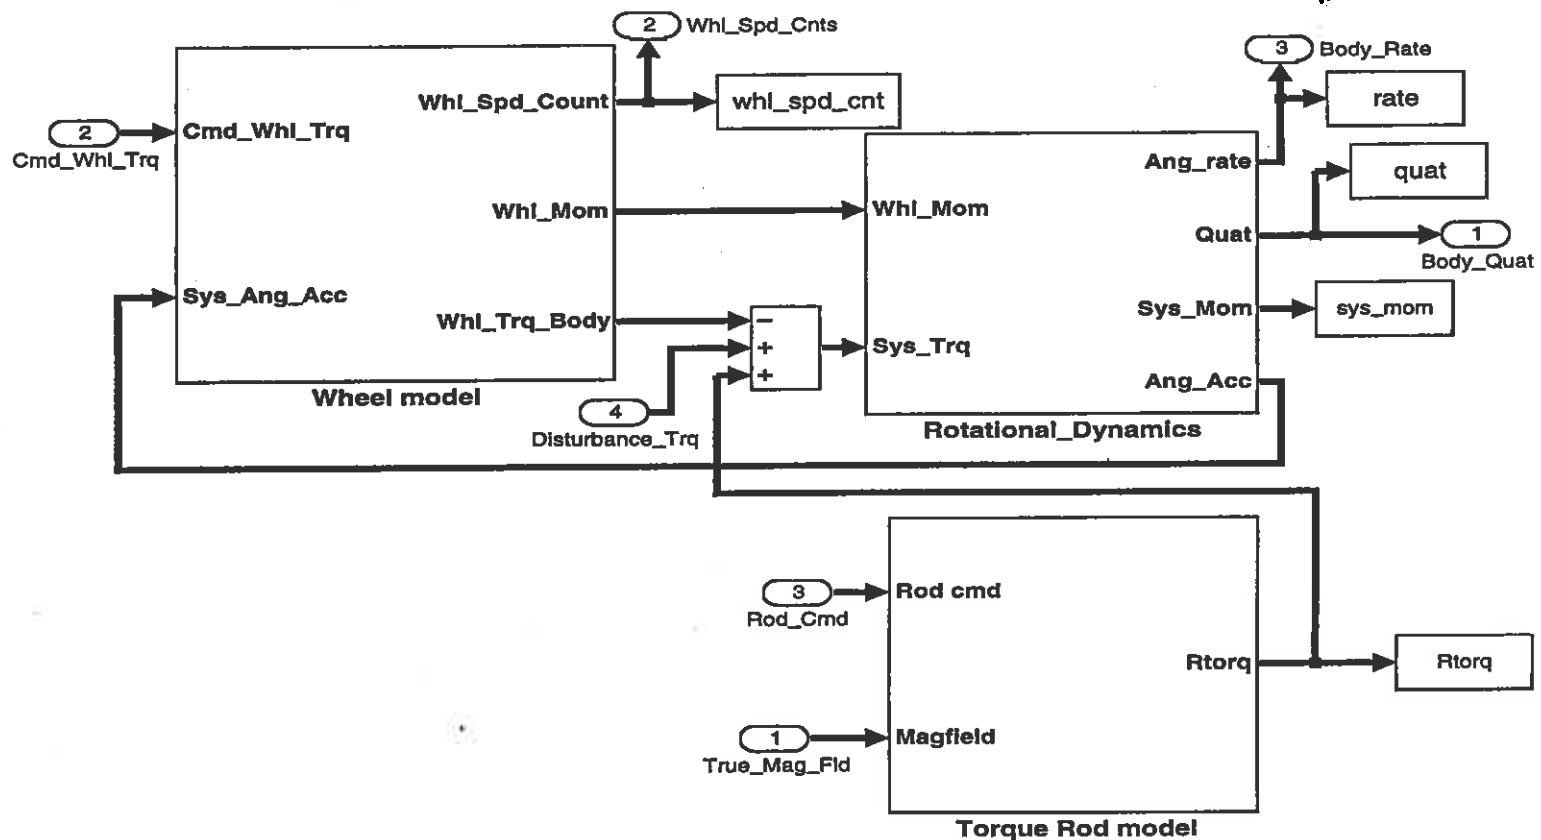 2
Whl_Spd_Cnts
3
Body_Rate
Whl_Spd_Count
whl_spd_cnt
rate
2
Cmd_Whl_Trq
Cmd_Whl_Trq
Ang_rate
quat
Whl_Mom
Whl_Mom
Quat
1
Body_Quat
Sys_Ang_Acc
Whl_Trq_Body
−
+
+
Sys_Trq
Sys_Mom
sys_mom
Ang_Acc
Wheel model
4
Disturbance_Trq
Rotational_Dynamics
3
Rod_Cmd
Rod cmd
Rtorq
Rtorq
1
True_Mag_Fld
Magfield
Torque Rod model